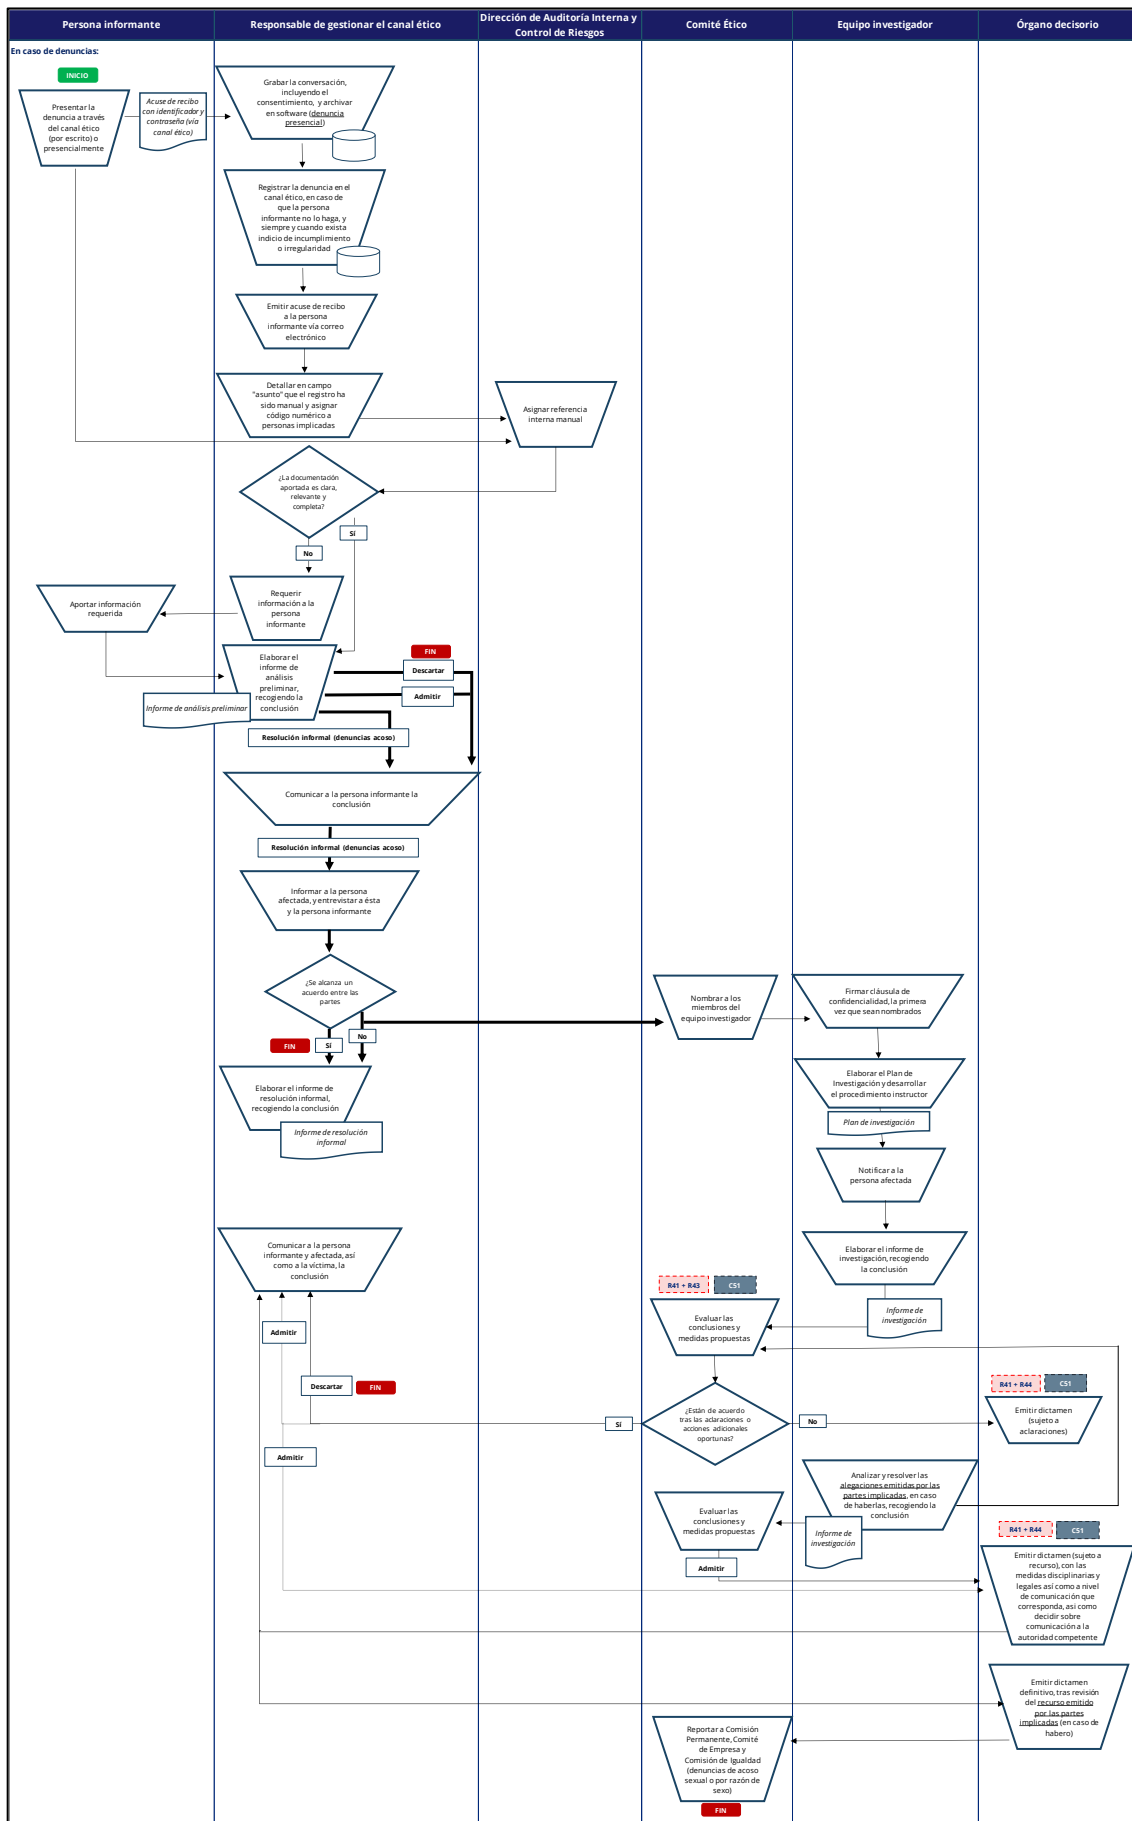 Persona informante
Responsable de gestionar el canal ético
Dirección de Auditoría Interna y
Control de Riesgos
Comité Ético
Equipo investigador
Órgano decisorio
En caso de denuncias:
INICIO
Presentar la
denuncia a través
del canal ético
(por escrito) o
presencialmente
Acuse de recibo
con identificador y
contraseña (vía
canal ético)
Grabar la conversación,
incluyendo el
consentimiento, y archivar
en software (denuncia
presencial)
Registrar la denuncia en el
canal ético, en caso de
que la persona
informante no lo haga, y
siempre y cuando exista
indicio de incumplimiento
o irregularidad
Emitir acuse de recibo
a la persona
informante vía correo
electrónico
Detallar en campo
"asunto" que el registro ha
sido manual y asignar
código numérico a
personas implicadas
Asignar referencia
interna manual
¿La documentación
aportada es clara,
relevante y
completa?
Sí
No
Requerir
información a la
persona
informante
Aportar información
requerida
Elaborar el
informe de
análisis
preliminar,
recogiendo la
conclusión
Informe de análisis preliminar
FIN
Descartar
Admitir
Resolución informal (denuncias acoso)
Comunicar a la persona informante la
conclusión
Resolución informal (denuncias acoso)
Informar a la persona
afectada, y entrevistar a ésta
y la persona informante
¿Se alcanza un
acuerdo entre las
partes
No
Sí
FIN
Nombrar a los
miembros del
equipo investigador
Firmar cláusula de
confidencialidad, la primera
vez que sean nombrados
Elaborar el informe de
resolución informal,
recogiendo la conclusión
Informe de resolución
informal
Elaborar el Plan de
Investigación y desarrollar
el procedimiento instructor
Plan de investigación
Notificar a la
persona afectada
Elaborar el informe de
investigación, recogiendo
la conclusión
Informe de
investigación
Comunicar a la persona
informante y afectada, así
como a la víctima, la
conclusión
R41 + R43
C51
Evaluar las
conclusiones y
medidas propuestas
Admitir
Descartar
FIN
¿Están de acuerdo
tras las aclaraciones o
acciones adicionales
oportunas?
Sí
No
R41 + R44
C51
Emitir dictamen
(sujeto a
aclaraciones)
Admitir
Analizar y resolver las
alegaciones emitidas por las
partes implicadas, en caso
de haberlas, recogiendo la
conclusión
Informe de
investigación
Evaluar las
conclusiones y
medidas propuestas
Admitir
R41 + R44
C51
Emitir dictamen (sujeto a
recurso), con las
medidas disciplinarias y
legales así como a nivel
de comunicación que
corresponda, asi como
decidir sobre
comunicación a la
autoridad competente
Emitir dictamen
definitivo, tras revisión
del recurso emitido
por las partes
implicadas (en caso de
habero)
Reportar a Comisión
Permanente, Comité
de Empresa y
Comisión de Igualdad
(denuncias de acoso
sexual o por razón de
sexo)
FIN